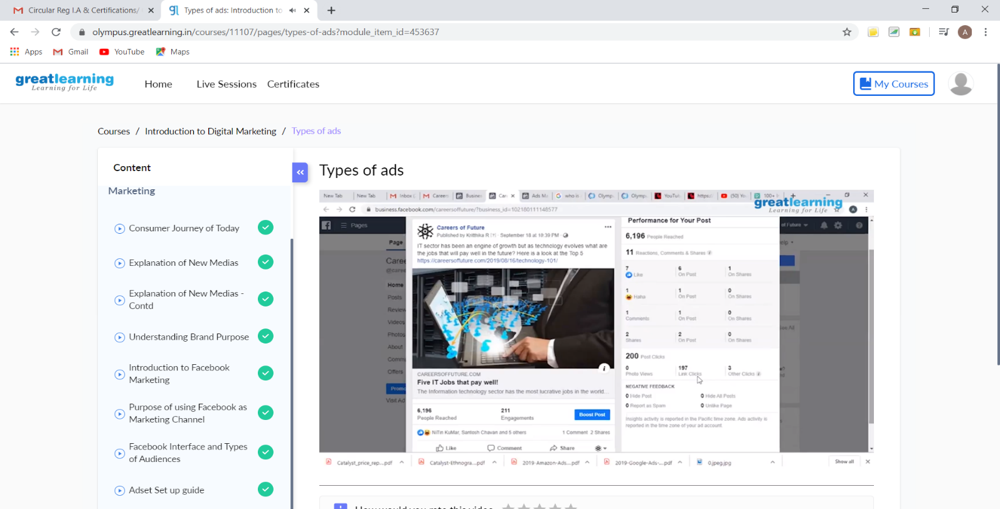 Circular Reg I.A & Certifications/
Types of ads: Introduction to
olympus.greatlearning.in/courses/11107/pages/types-of-ads?module_item_id=453637
A
Apps
Gmail
YouTube
Maps
greatlearning
Learning for Life
Home
Live Sessions
Certificates
My Courses
Courses / Introduction to Digital Marketing / Types of ads
Content
Marketing
Consumer Journey of Today
Explanation of New Medias
Explanation of New Medias -
Contd
Understanding Brand Purpose
Introduction to Facebook
Marketing
Purpose of using Facebook as
Marketing Channel
Facebook Interface and Types
of Audiences
Adset Set up guide
Types of ads
New Tab
New Tab
Inbox (
Careers
Busine
Car
Ads M
who is
Olymp
Olymp
YouTu
https:/
(50) Yo
100+
business.facebook.com/careersoffuture/?business_id=102180111148577
greatlearning
Learning for Life
Pages
of Future
Page
Home
Posts
Review
Videos
Photos
About
Comm
Offers
Promo
Visit Ad
Careers of Future
Published by Krithika R [?] · September 18 at 10:39 PM ·
IT sector has been an engine of growth but as technology evolves what are
the jobs that will pay well in the future? Here is a look at the Top 5
https://careersoffuture.com/2019/08/16/technology-101/
CAREERSOFFUTURE.COM
Five IT Jobs that pay well!
The Information technology sector has the most lucrative jobs in the world...
6,196
People Reached
211
Engagements
Boost Post
NiTin KuMar, Santosh Chavan and 5 others
1 Comment 2 Shares
Like
Comment
Share
Performance for Your Post
6,196 People Reached
11 Reactions, Comments & Shares
7 Like
6 On Post
1 On Shares
1 Haha
1 On Post
0 On Shares
1 Comments
1 On Post
0 On Shares
2 Shares
2 On Post
0 On Shares
200 Post Clicks
0 Photo Views
197 Link Clicks
3 Other Clicks
NEGATIVE FEEDBACK
0 Hide Post
0 Hide All Posts
0 Report as Spam
0 Unlike Page
Insights activity is reported in the Pacific time zone. Ads activity is
reported in the time zone of your ad account
See All
Catalyst_price_rep....pdf
Catalyst-Ethnogra....pdf
2019-Amazon-Ads....pdf
2019-Google-Ads-....pdf
0.jpeg.jpg
Show all
How would you rate this video